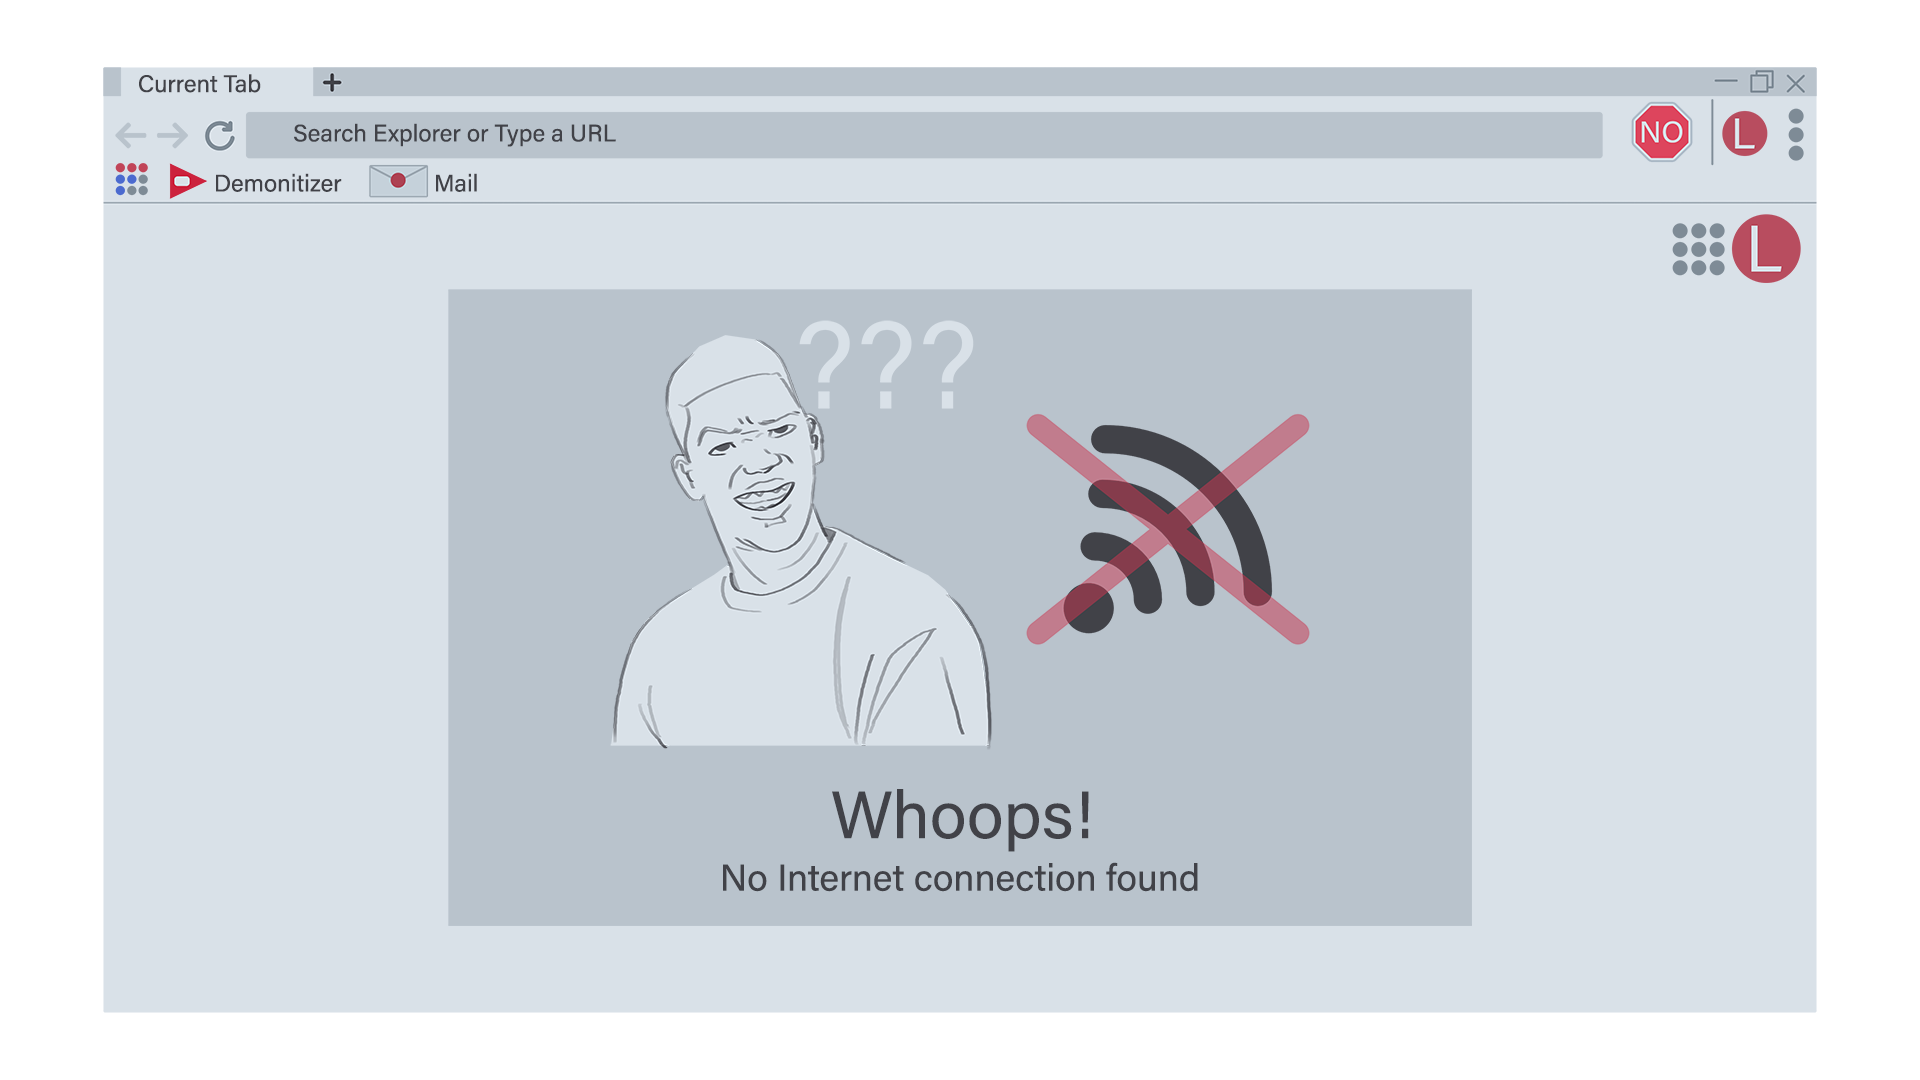 Current Tab
Search Explorer or Type a URL
NO
L
Demonitizer
Mail
L
???
Whoops!
No Internet connection found